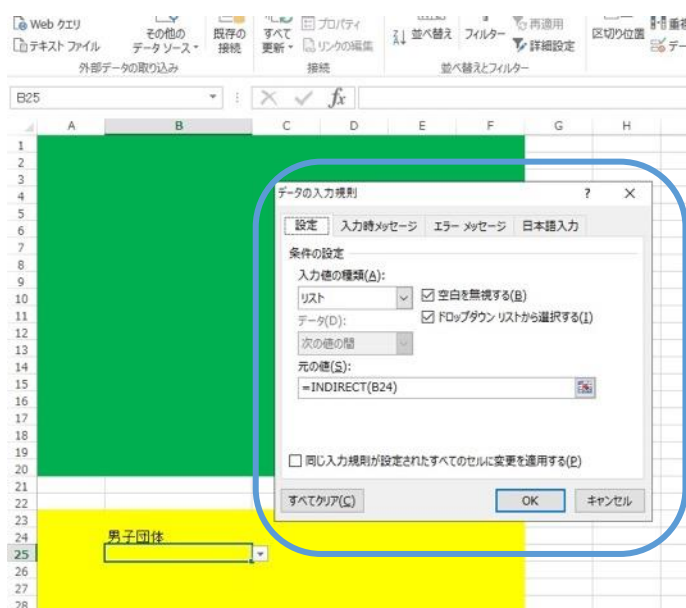 Web クエリ
テキスト ファイル
その他の
データ ソース
既存の
接続
外部データの取り込み
すべて
更新
プロパティ
リンクの編集
接続
並べ替え
フィルター
再適用
詳細設定
並べ替えとフィルター
区切り位置
重複
デー
B25
fx
A B C D E F G H
1
2
3
4
5
6
7
8
9
10
11
12
13
14
15
16
17
18
19
20
21
22
23
24 男子団体
25
26
27
28
データの入力規則 ? ×
設定 入力時メッセージ エラー メッセージ 日本語入力
条件の設定
入力値の種類(A):
リスト
空白を無視する(B)
データ(D):
ドロップダウン リストから選択する(I)
次の値の間
元の値(S):
=INDIRECT(B24)
同じ入力規則が設定されたすべてのセルに変更を適用する(P)
すべてクリア(C) OK キャンセル